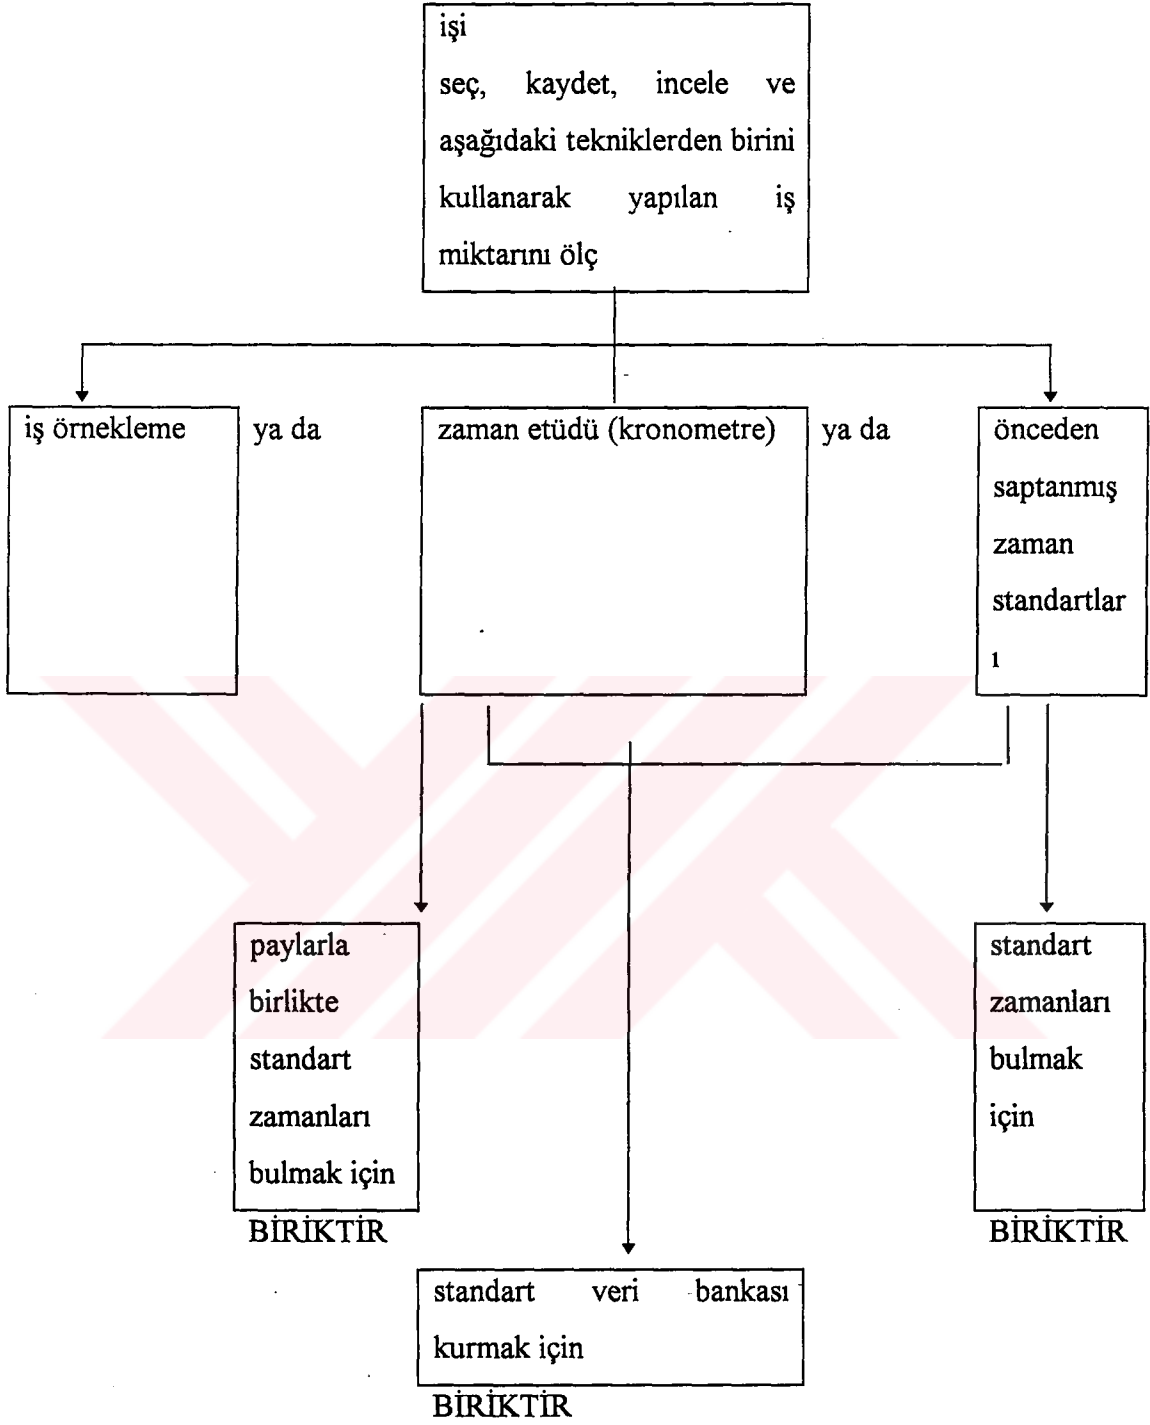 işi
seç, kaydet, incele ve
aşağıdaki tekniklerden birini
kullanarak yapılan iş
miktarını ölç
iş örnekleme
ya da
zaman etüdü (kronometre)
ya da
önceden
saptanmış
zaman
standartlar
ı
paylarla
birlikte
standart
zamanları
bulmak için
BİRİKTİR
standart
zamanları
bulmak
için
BİRİKTİR
standart veri bankası
kurmak için
BİRİKTİR